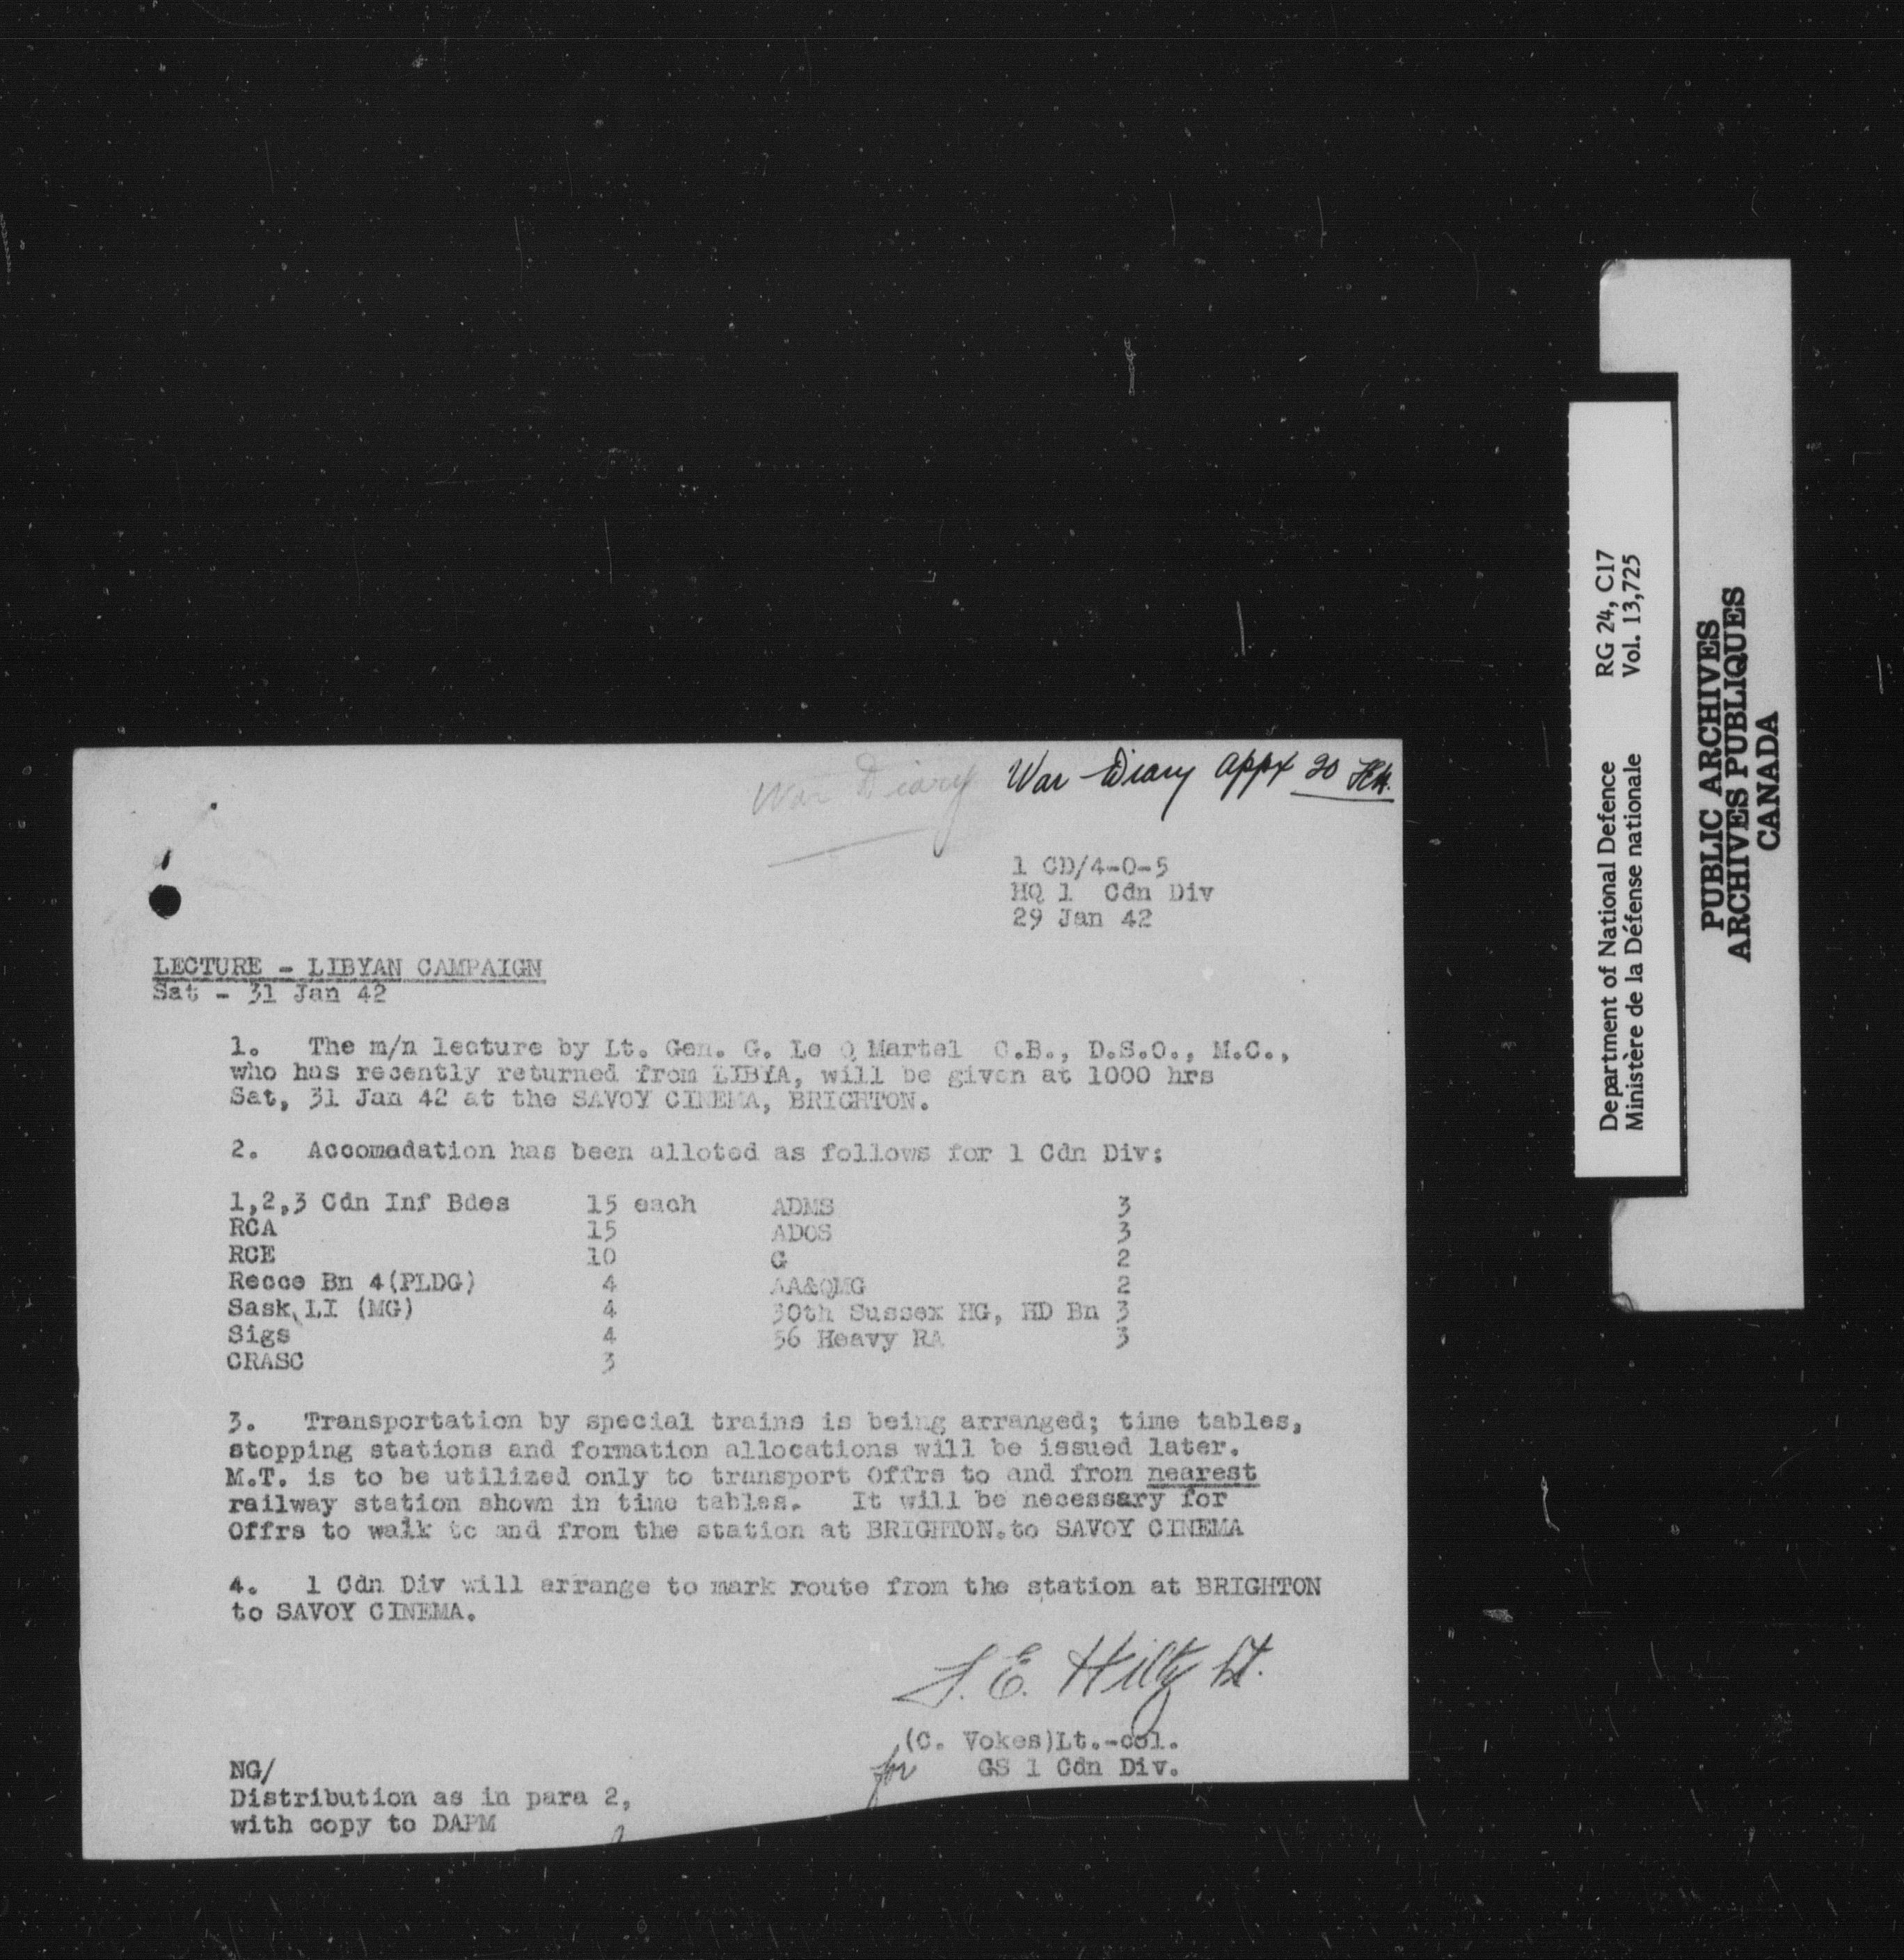 War Diary
War Diary Appx 20
1 CD/4-0-5
HQ 1 Cdn Div
29 Jan 42
LECTURE - LIBYAN CAMPAIGN
Sat - 31 Jan 42
1. The m/n lecture by Lt. Gen. G. Le Q Martel C.B., D.S.O., M.C.,
who has recently returned from LIBYA, will be given at 1000 hrs
Sat, 31 Jan 42 at the SAVOY CINEMA, BRIGHTON.
2. Accomadation has been alloted as follows for 1 Cdn Div:
1,2,3 Cdn Inf Bdes 15 each ADMS 3
RCA 15 ADOS 3
RCE 10 G 2
Recce Bn 4(PLDG) 4 AA&QMG 2
Sask LI (MG) 4 30th Sussex HG, HD Bn 3
Sigs 4 56 Heavy RA 3
CRASC 3
3. Transportation by special trains is being arranged; time tables,
stopping stations and formation allocations will be issued later.
M.T. is to be utilized only to transport Offrs to and from nearest
railway station shown in time tables. It will be necessary for
Offrs to walk to and from the station at BRIGHTON.to SAVOY CINEMA
4. 1 Cdn Div will arrange to mark route from the station at BRIGHTON
to SAVOY CINEMA.
Hilty Lt.
(C. Vokes)Lt.-col.
for GS 1 Cdn Div.
NG/
Distribution as in para 2,
with copy to DAPM
Department of National Defence RG 24, C17
Ministère de la Défense nationale Vol. 13,725
PUBLIC ARCHIVES
ARCHIVES PUBLIQUES
CANADA